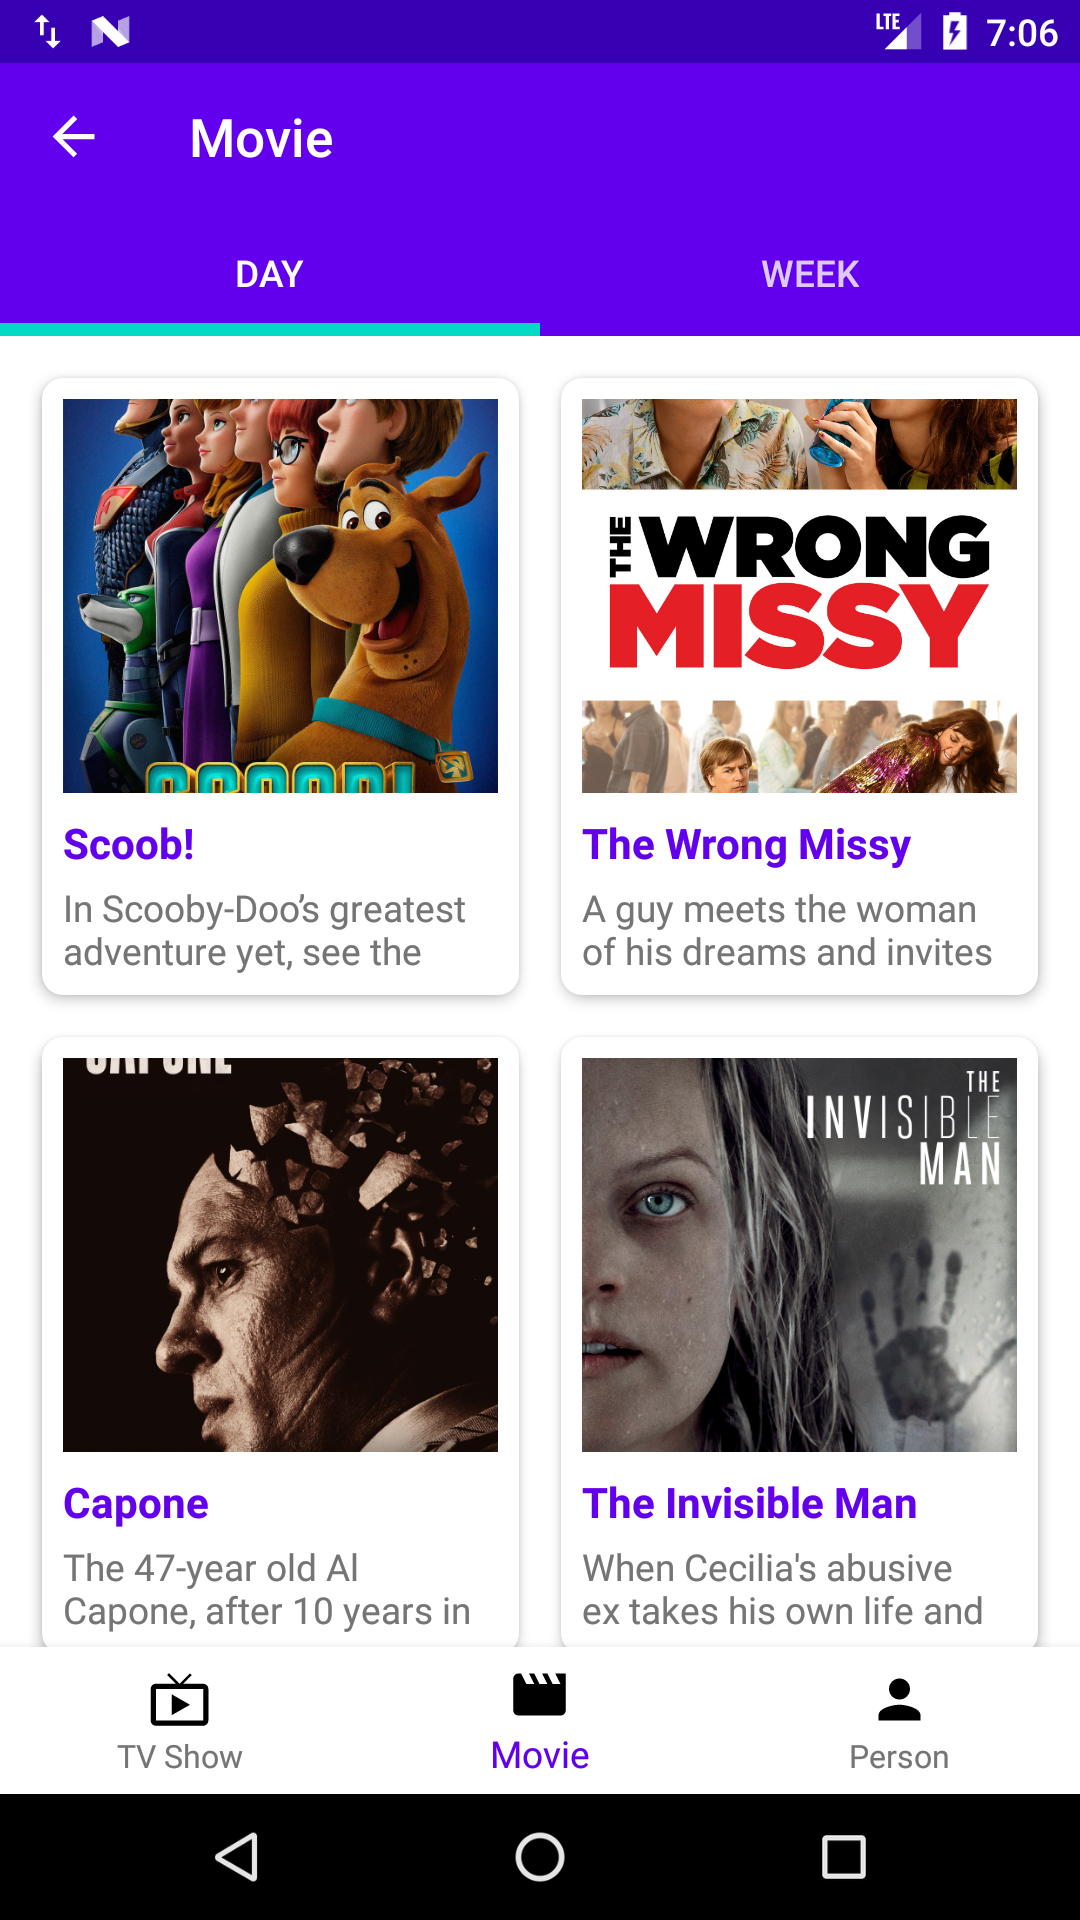 LTE 7:06
Movie
DAY WEEK
THE WRONG
MISSY
SCOOB!
Scoob!
In Scooby-Doo’s greatest
adventure yet, see the
The Wrong Missy
A guy meets the woman
of his dreams and invites
CAPONE
THE
INVISIBLE
MAN
Capone
The 47-year old Al
Capone, after 10 years in
The Invisible Man
When Cecilia's abusive
ex takes his own life and
TV Show
Movie
Person